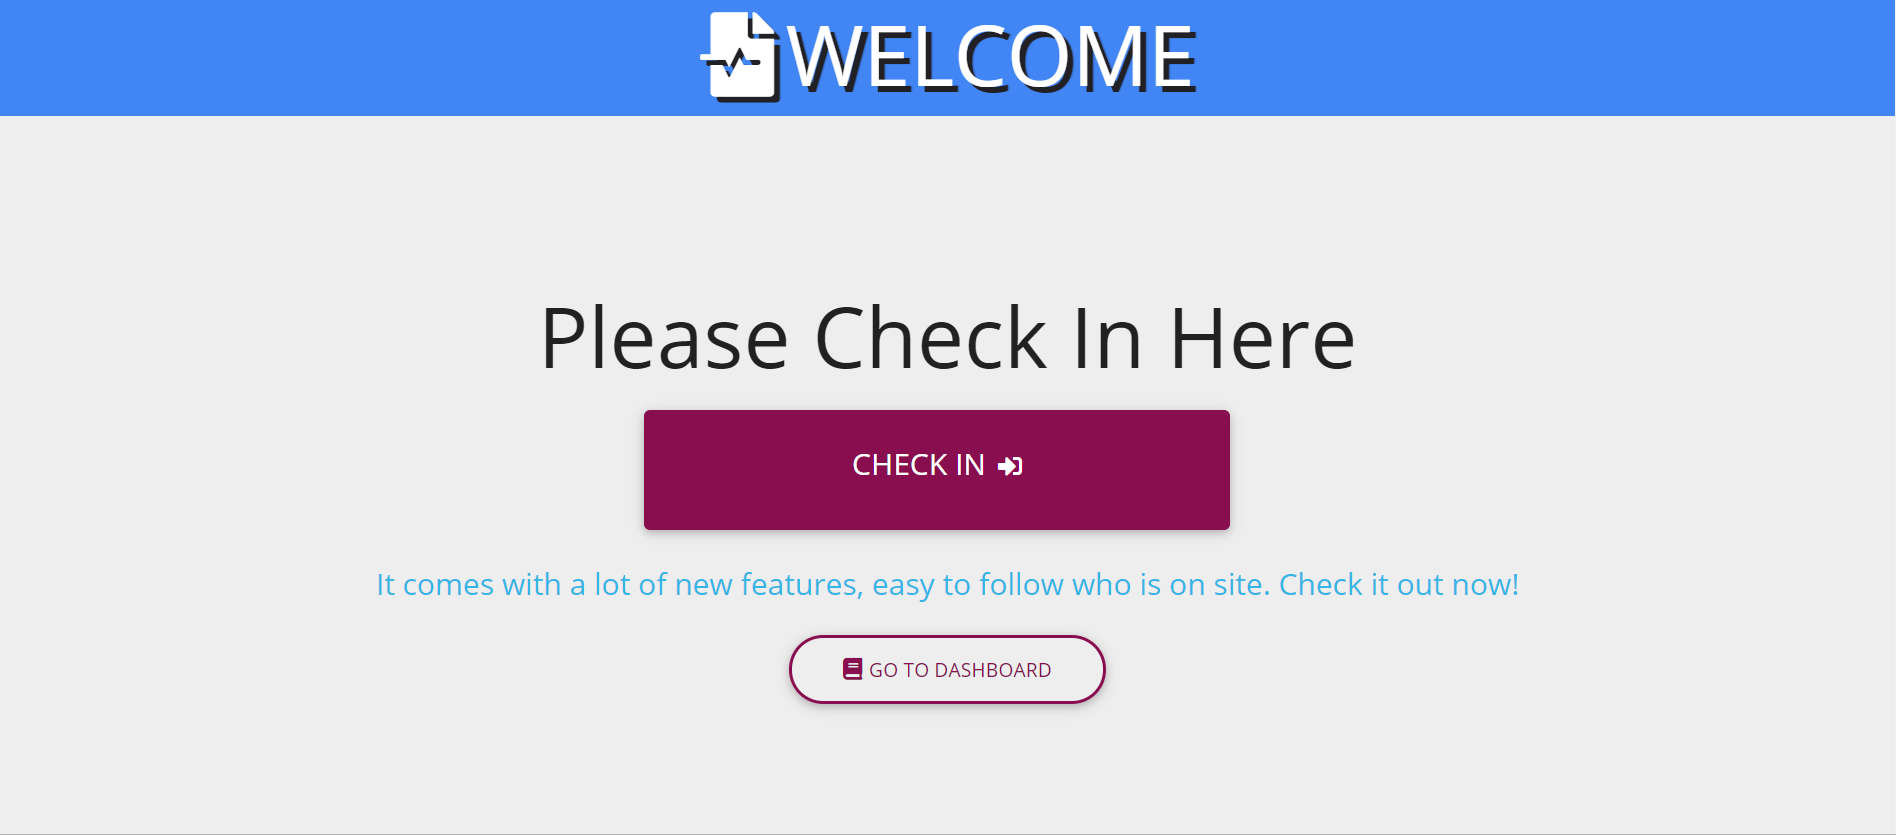 WELCOME
Please Check In Here
CHECK IN
It comes with a lot of new features, easy to follow who is on site. Check it out now!
GO TO DASHBOARD